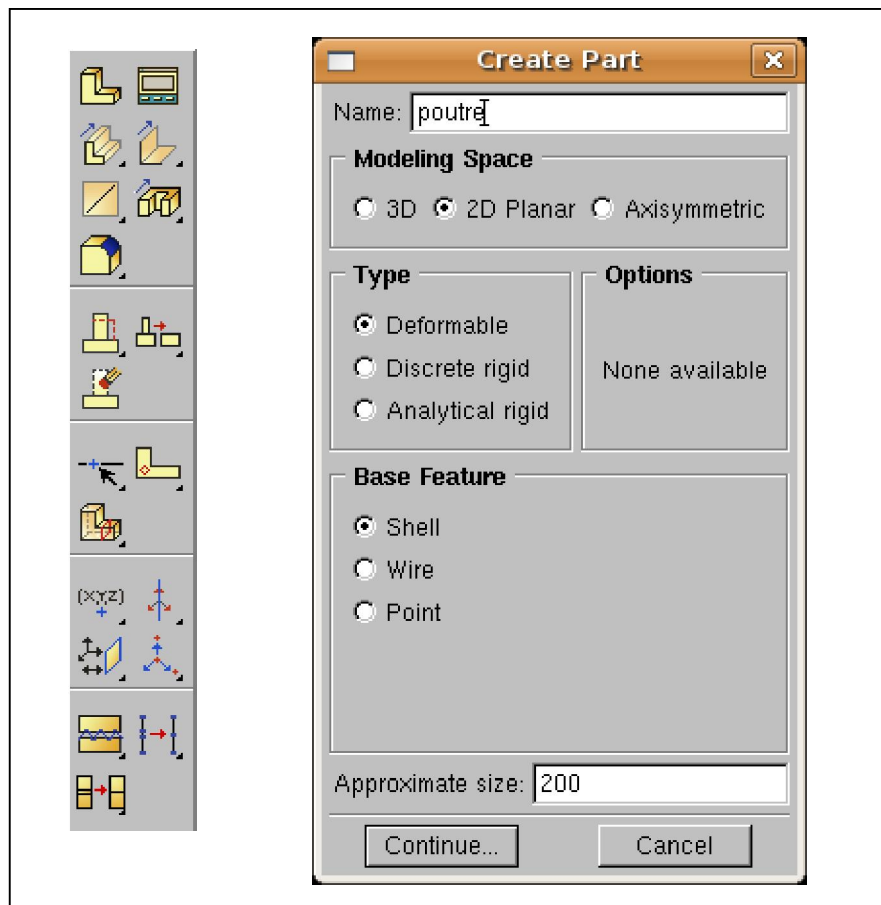 Create Part
Name: poutre
Modeling Space
3D 2D Planar Axisymmetric
Type
Options
Deformable
Discrete rigid
None available
Analytical rigid
Base Feature
Shell
Wire
Point
(XYZ)
Approximate size: 200
Continue... Cancel